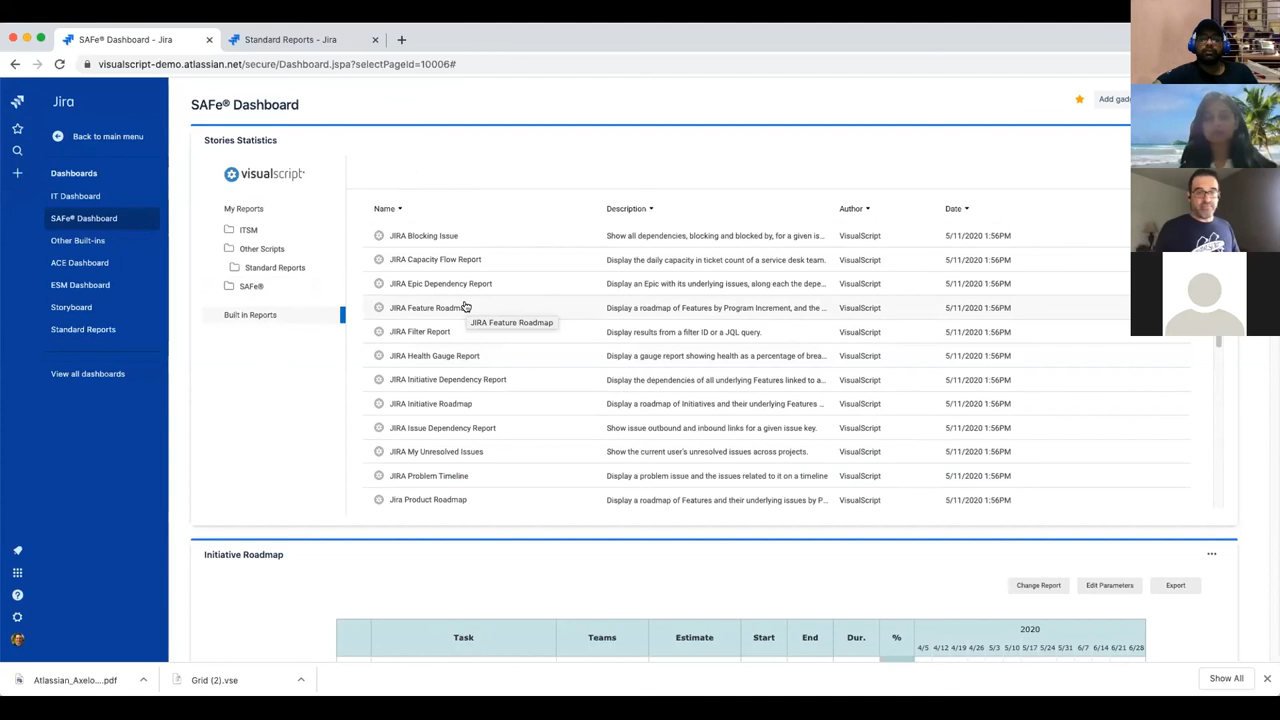 SAFe® Dashboard - Jira
Standard Reports - Jira
visualscript-demo.atlassian.net/secure/Dashboard.jspa?selectPageId=10006#
Jira
Back to main menu
Dashboards
IT Dashboard
SAFe® Dashboard
Other Built-ins
ACE Dashboard
ESM Dashboard
Storyboard
Standard Reports
View all dashboards
SAFe® Dashboard
Add gadg
Stories Statistics
visualscript
My Reports
ITSM
Other Scripts
Standard Reports
SAFe®
Built in Reports
Name Description Author Date
JIRA Blocking Issue Show all dependencies, blocking and blocked by, for a given is... VisualScript 5/11/2020 1:56PM
JIRA Capacity Flow Report Display the daily capacity in ticket count of a service desk team. VisualScript 5/11/2020 1:56PM
JIRA Epic Dependency Report Display an Epic with its underlying issues, along each the depe... VisualScript 5/11/2020 1:56PM
JIRA Feature Roadm Display a roadmap of Features by Program Increment, and the ... VisualScript 5/11/2020 1:56PM
JIRA Feature Roadmap
JIRA Filter Report Display results from a filter ID or a JQL query. VisualScript 5/11/2020 1:56PM
JIRA Health Gauge Report Display a gauge report showing health as a percentage of brea... VisualScript 5/11/2020 1:56PM
JIRA Initiative Dependency Report Display the dependencies of all underlying Features linked to a... VisualScript 5/11/2020 1:56PM
JIRA Initiative Roadmap Display a roadmap of Initiatives and their underlying Features ... VisualScript 5/11/2020 1:56PM
JIRA Issue Dependency Report Show issue outbound and inbound links for a given issue key. VisualScript 5/11/2020 1:56PM
JIRA My Unresolved Issues Show the current user's unresolved issues across projects. VisualScript 5/11/2020 1:56PM
JIRA Problem Timeline Display a problem issue and the issues related to it on a timeline VisualScript 5/11/2020 1:56PM
Jira Product Roadmap Display a roadmap of Features and their underlying issues by P... VisualScript 5/11/2020 1:56PM
Initiative Roadmap
Change Report Edit Parameters Export
Task Teams Estimate Start End Dur. % 2020
4/5 4/12 4/19 4/26 5/3 5/10 5/17 5/24 5/31 6/7 6/14 6/21 6/28
Atlassian_Axelo....pdf
Grid (2).vse
Show All